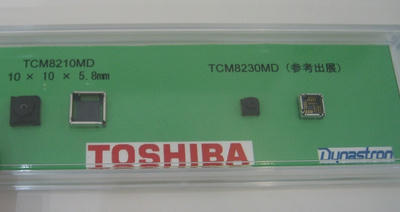 TCM8210MD
10 × 10 × 5.8mm
TCM8230MD (参考出展)
TOSHIBA
Dynastron